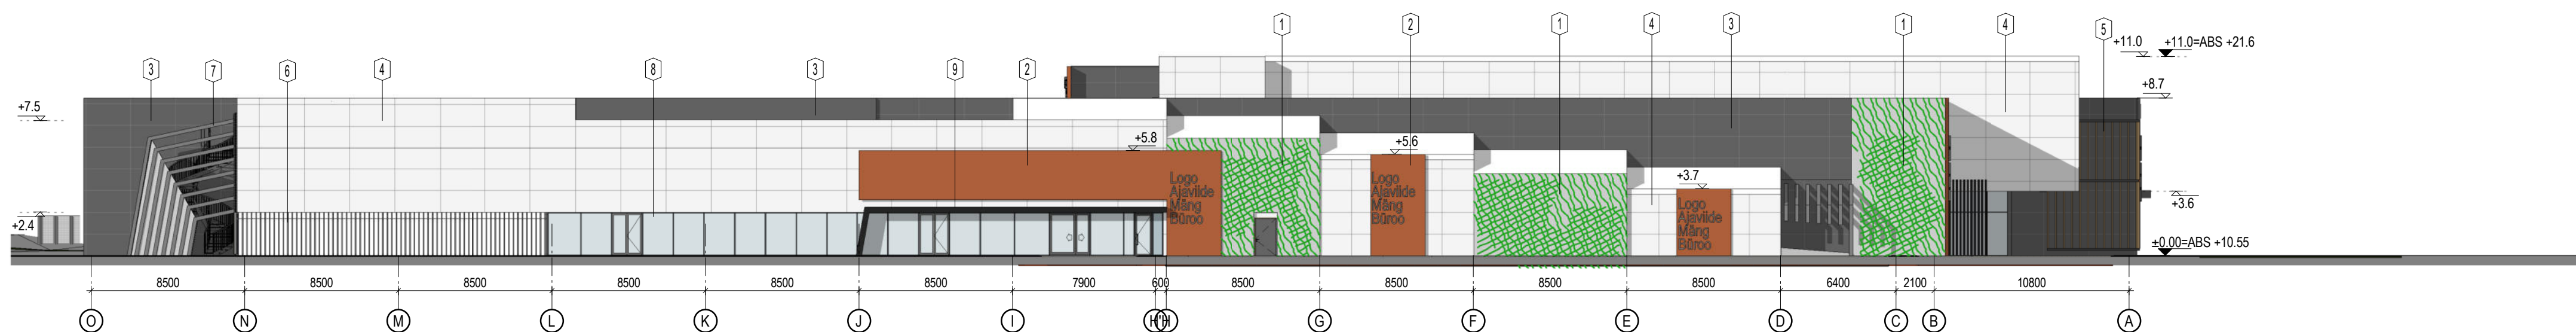 1
2
1
4
3
1
4
5
+11.0
+11.0=ABS +21.6
3
7
6
4
8
3
9
2
+8.7
+7.5
+5.8
+5.6
Logo
Ajaviide
Mäng
Büroo
Logo
Ajaviide
Mäng
Büroo
+3.7
Logo
Ajaviide
Mäng
Büroo
+3.6
+2.4
±0.00=ABS +10.55
8500
8500
8500
8500
8500
8500
7900
600
8500
8500
8500
8500
6400
2100
10800
O
N
M
L
K
J
I
H'
H
G
F
E
D
C
B
A